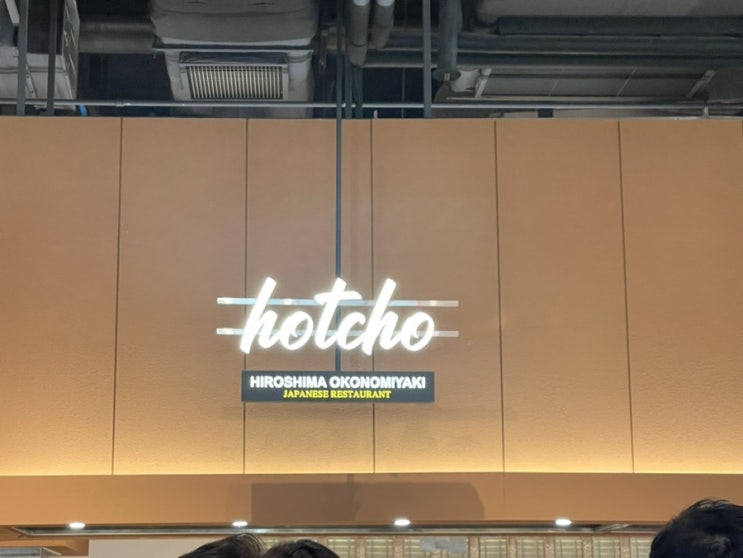 hotcho
HIROSHIMA OKONOMIYAKI
JAPANESE RESTAURANT